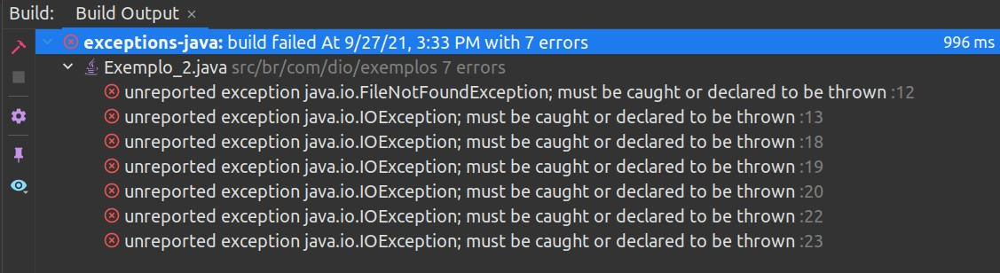 Build: Build Output ×
exceptions-java: build failed At 9/27/21, 3:33 PM with 7 errors 996 ms
Exemplo_2.java src/br/com/dio/exemplos 7 errors
unreported exception java.io.FileNotFoundException; must be caught or declared to be thrown :12
unreported exception java.io.IOException; must be caught or declared to be thrown :13
unreported exception java.io.IOException; must be caught or declared to be thrown :18
unreported exception java.io.IOException; must be caught or declared to be thrown :19
unreported exception java.io.IOException; must be caught or declared to be thrown :20
unreported exception java.io.IOException; must be caught or declared to be thrown :22
unreported exception java.io.IOException; must be caught or declared to be thrown :23